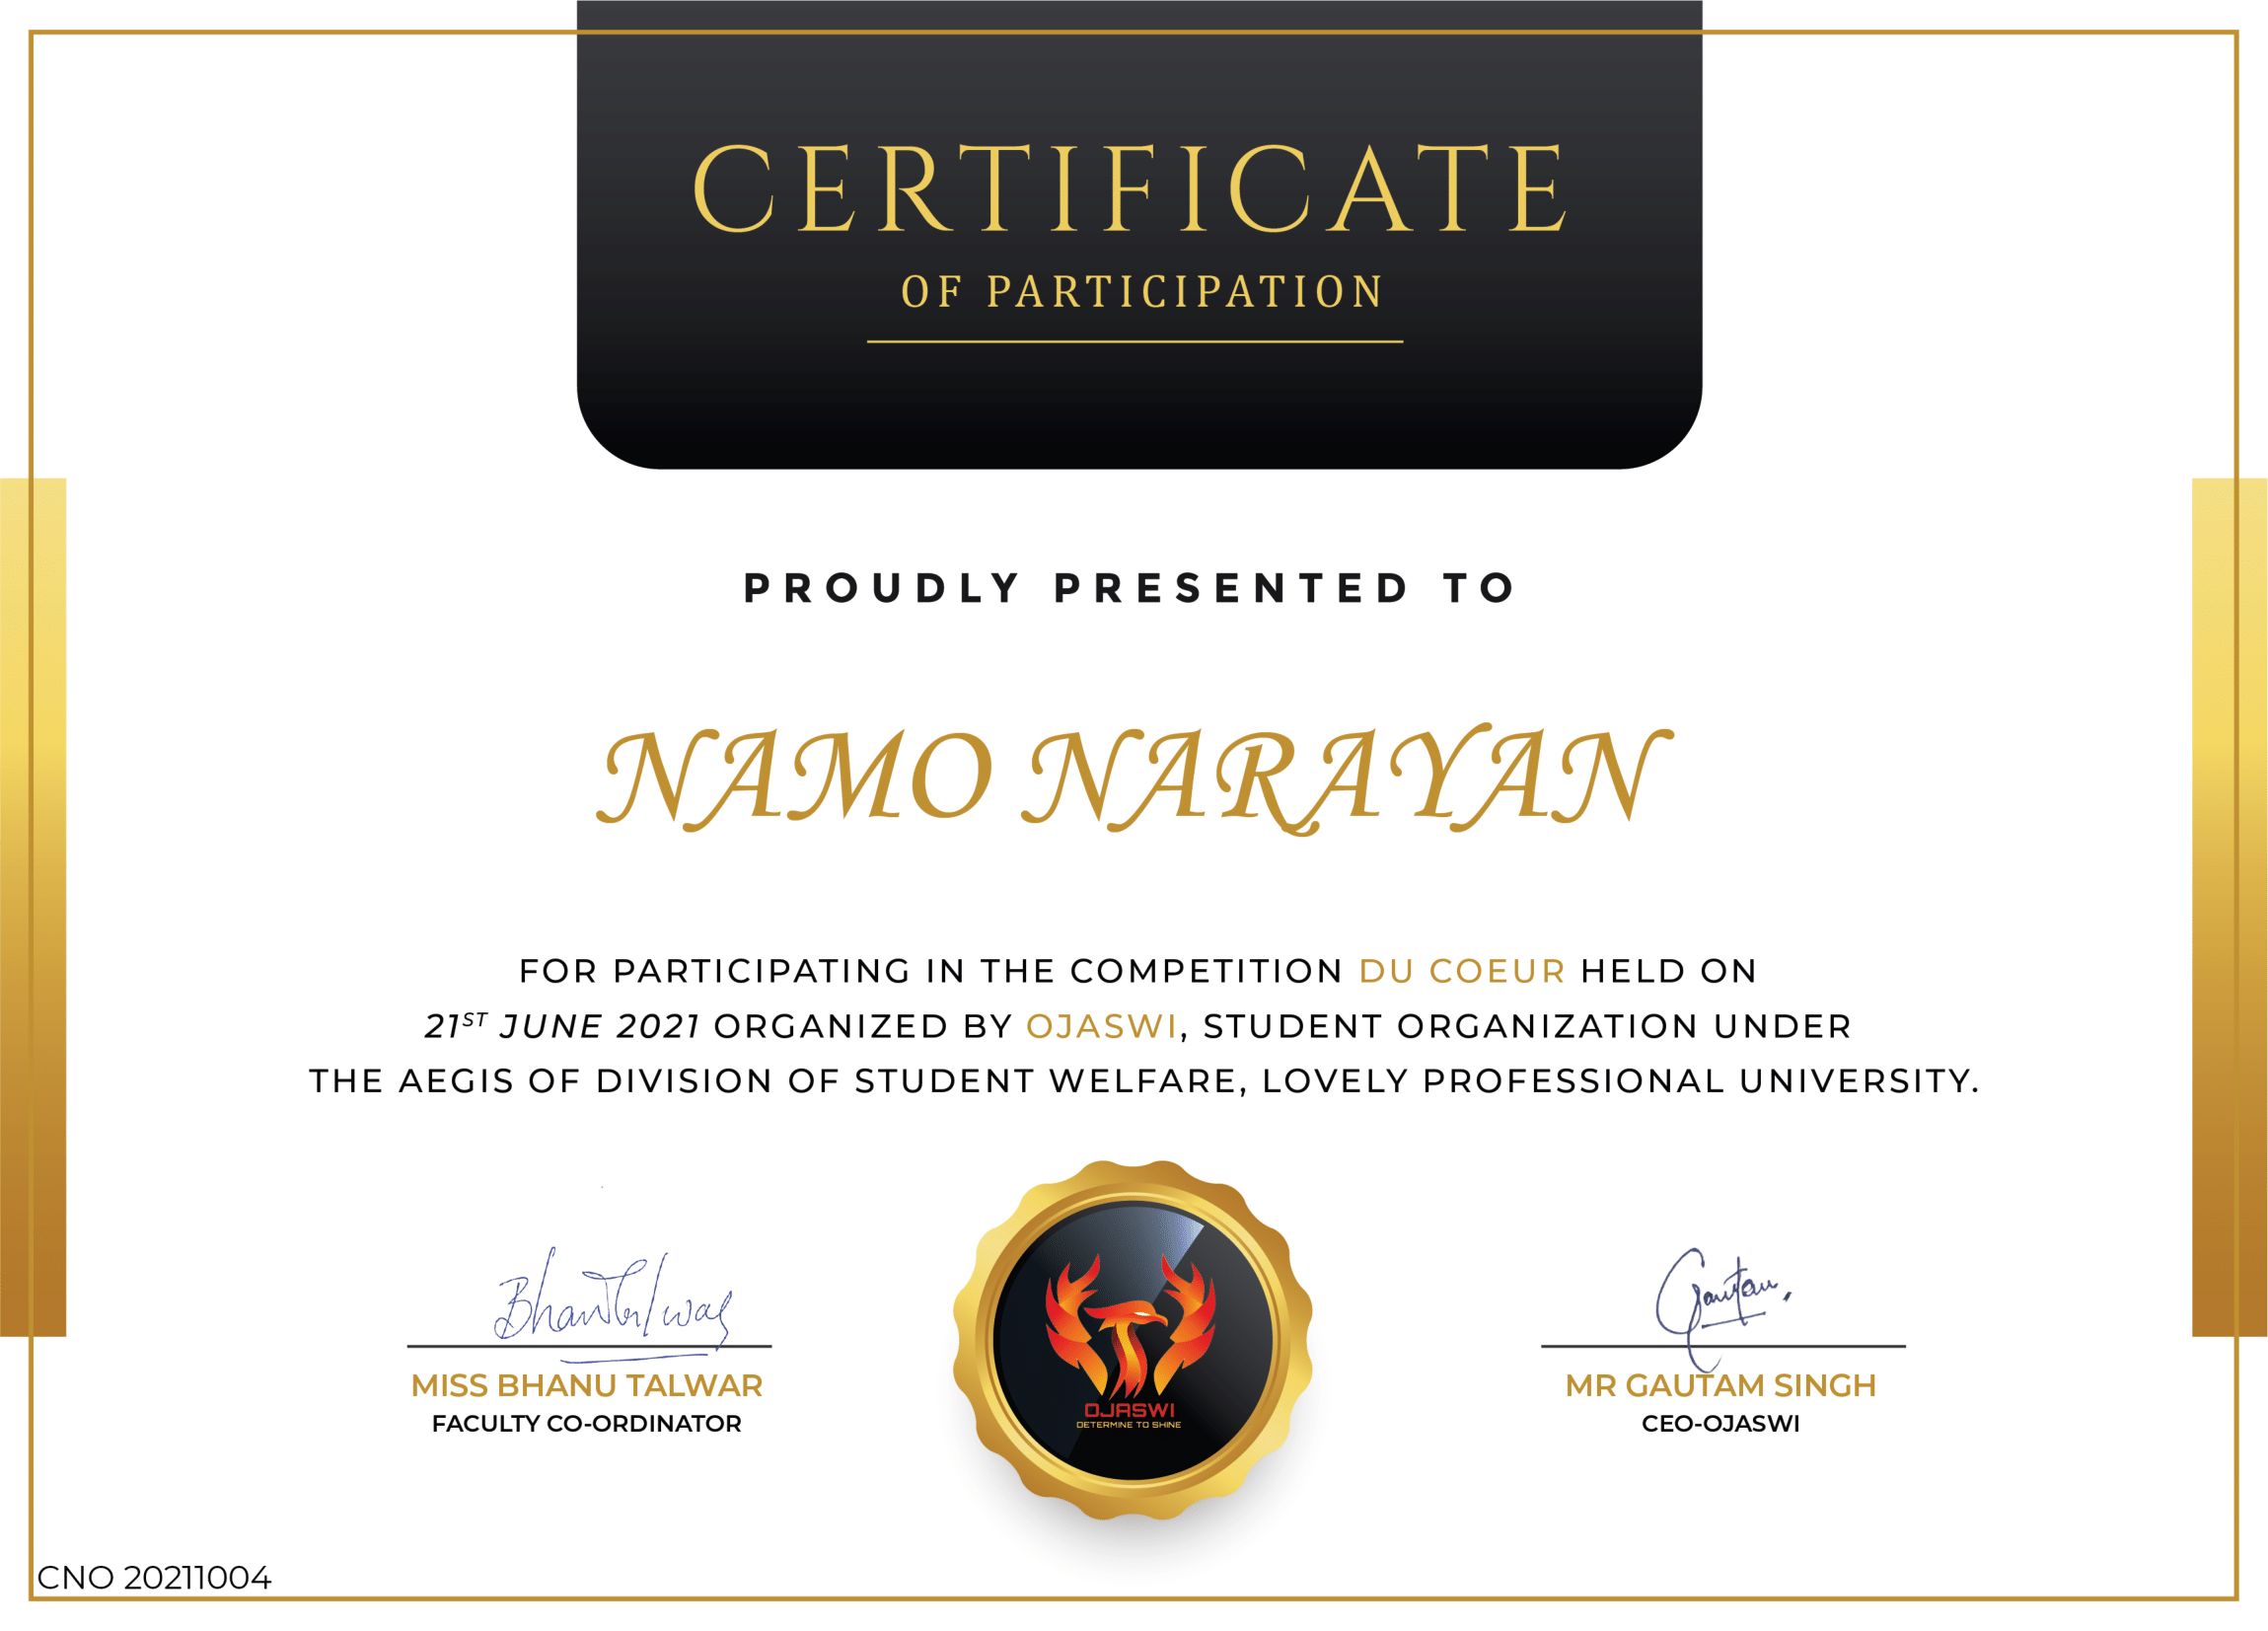 CERTIFICATE
OF PARTICIPATION
PROUDLY PRESENTED TO
NAMO NARAYAN
FOR PARTICIPATING IN THE COMPETITION DU COEUR HELD ON
21ST JUNE 2021 ORGANIZED BY OJASWI, STUDENT ORGANIZATION UNDER
THE AEGIS OF DIVISION OF STUDENT WELFARE, LOVELY PROFESSIONAL UNIVERSITY.
Bhanu Talwar
Gautam
MISS BHANU TALWAR
FACULTY CO-ORDINATOR
OJASWI
DETERMINE TO SHINE
MR GAUTAM SINGH
CEO-OJASWI
CNO 20211004